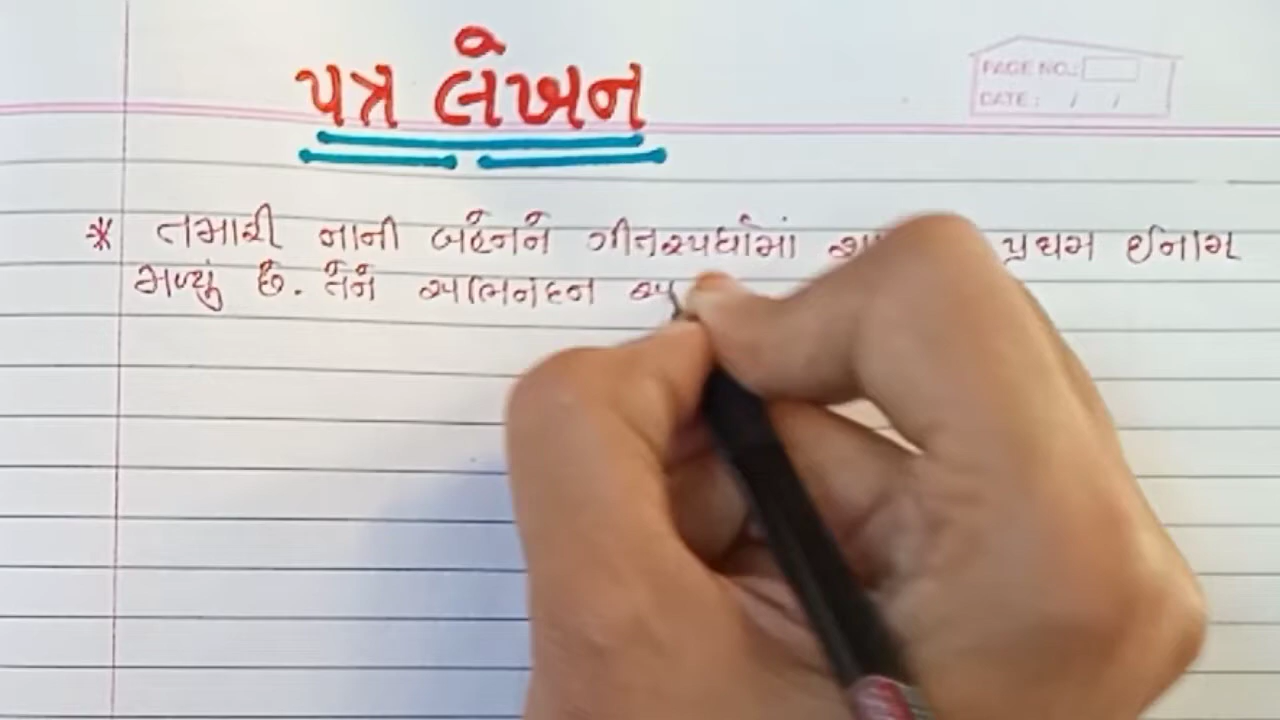 પત્ર લેખન
PAGE NO.:
DATE: / /
* તમારી નાની બહેનને ગીતસ્પર્ધામાં પ્રથમ ઈનામ
મળ્યું છે. તેને અભિનંદન